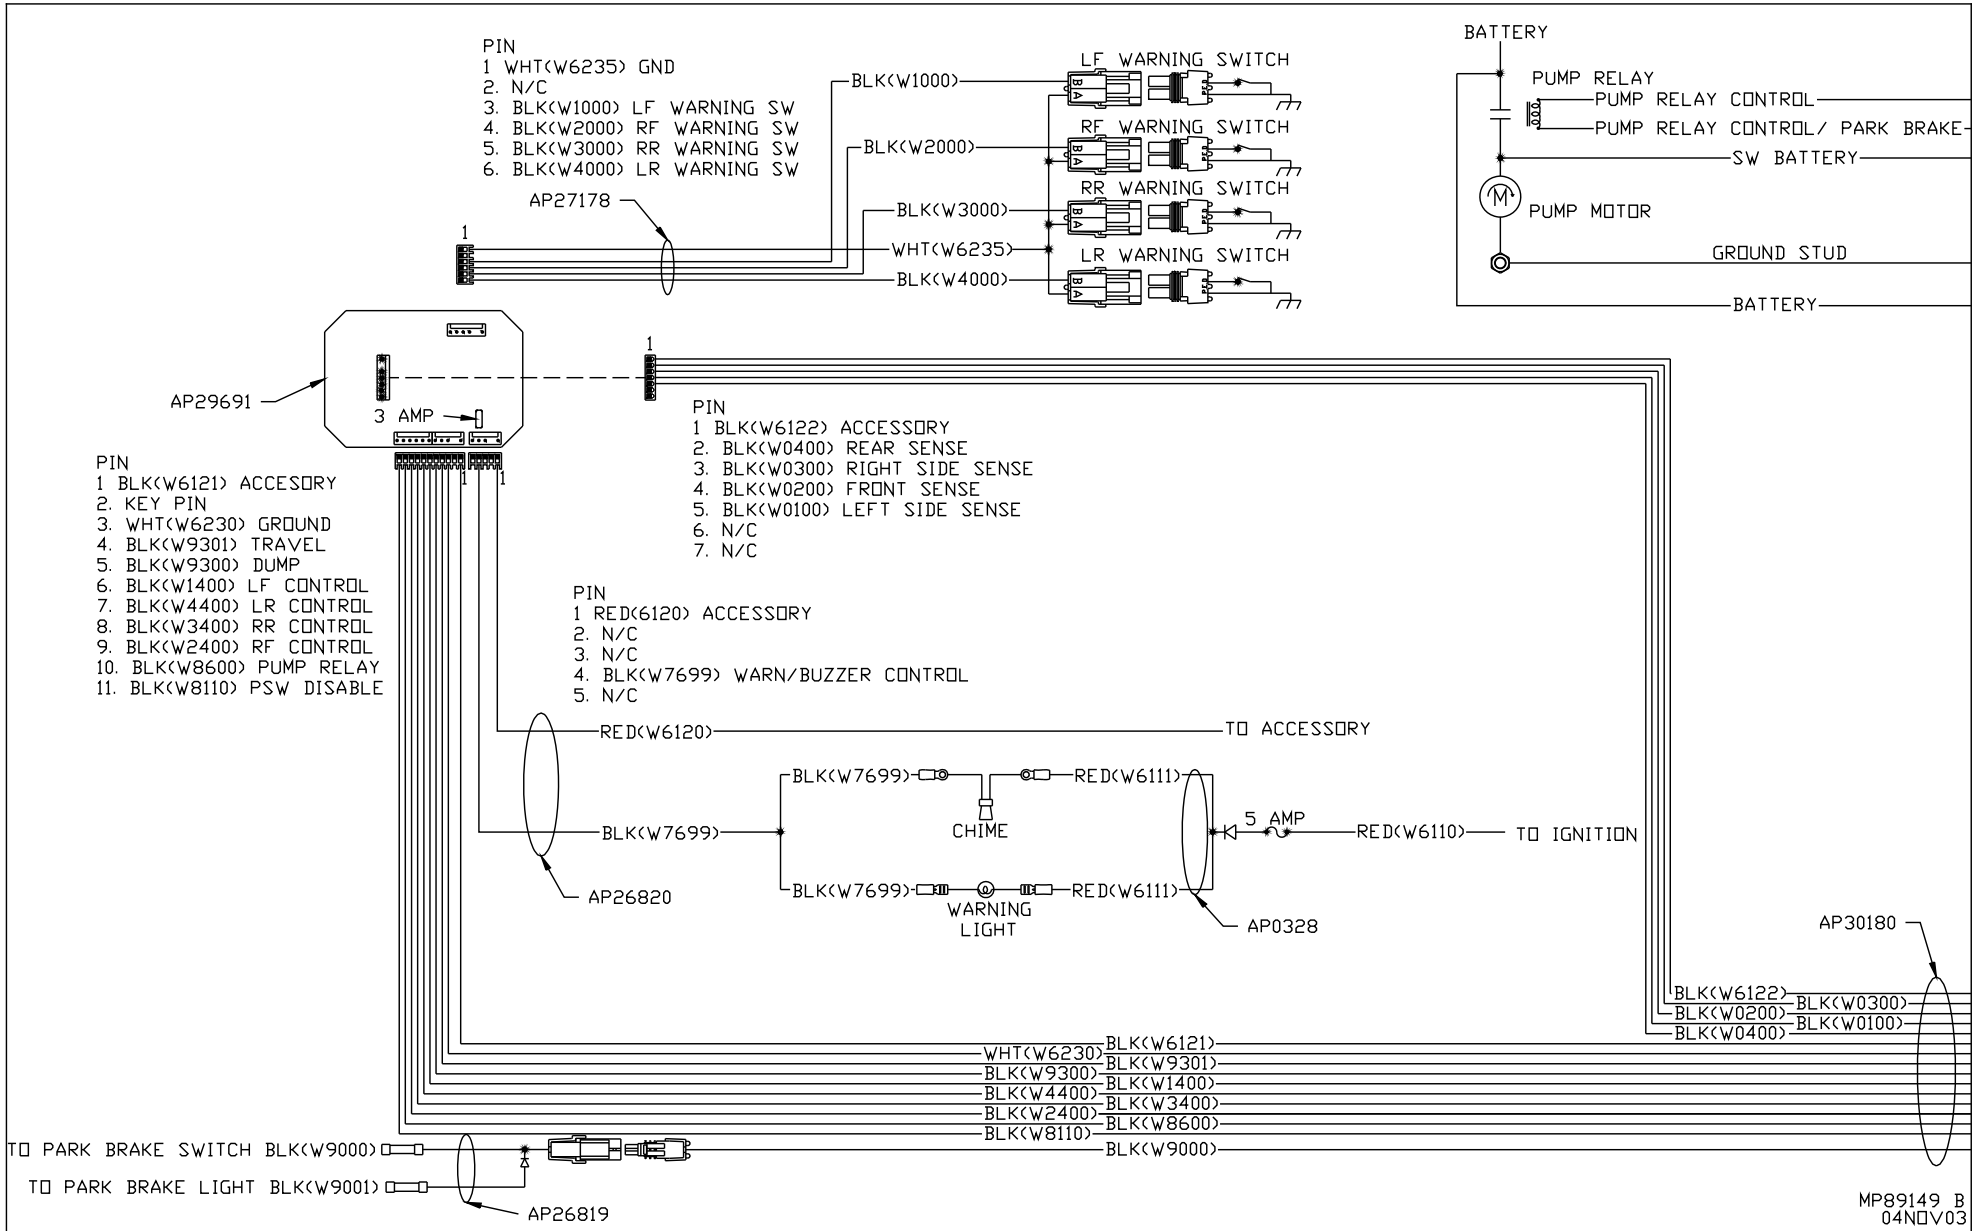 PIN
1 WHT(W6235) GND
2. N/C
3. BLK(W1000) LF WARNING SW
4. BLK(W2000) RF WARNING SW
5. BLK(W3000) RR WARNING SW
6. BLK(W4000) LR WARNING SW
AP27178
1
BLK(W1000)
BLK(W2000)
BLK(W3000)
WHT(W6235)
BLK(W4000)
LF WARNING SWITCH
B
A
RF WARNING SWITCH
B
A
RR WARNING SWITCH
B
A
LR WARNING SWITCH
B
A
BATTERY
PUMP RELAY
PUMP RELAY CONTROL
PUMP RELAY CONTROL/ PARK BRAKE
SW BATTERY
M
PUMP MOTOR
GROUND STUD
BATTERY
AP29691
3 AMP
1
PIN
1 BLK(W6122) ACCESSORY
2. BLK(W0400) REAR SENSE
3. BLK(W0300) RIGHT SIDE SENSE
4. BLK(W0200) FRONT SENSE
5. BLK(W0100) LEFT SIDE SENSE
6. N/C
7. N/C
1
1
PIN
1 BLK(W6121) ACCESORY
2. KEY PIN
3. WHT(W6230) GROUND
4. BLK(W9301) TRAVEL
5. BLK(W9300) DUMP
6. BLK(W1400) LF CONTROL
7. BLK(W4400) LR CONTROL
8. BLK(W3400) RR CONTROL
9. BLK(W2400) RF CONTROL
10. BLK(W8600) PUMP RELAY
11. BLK(W8110) PSW DISABLE
PIN
1 RED(6120) ACCESSORY
2. N/C
3. N/C
4. BLK(W7699) WARN/BUZZER CONTROL
5. N/C
RED(W6120)
TO ACCESSORY
BLK(W7699)
RED(W6111)
CHIME
BLK(W7699)
5 AMP
RED(W6110)
TO IGNITION
BLK(W7699)
RED(W6111)
WARNING
LIGHT
AP26820
AP0328
AP30180
BLK(W6122)
BLK(W0300)
BLK(W0200)
BLK(W0100)
BLK(W0400)
BLK(W6121)
WHT(W6230)
BLK(W9301)
BLK(W9300)
BLK(W1400)
BLK(W4400)
BLK(W3400)
BLK(W2400)
BLK(W8600)
BLK(W8110)
TO PARK BRAKE SWITCH BLK(W9000)
BLK(W9000)
TO PARK BRAKE LIGHT BLK(W9001)
AP26819
MP89149 B
04NOV03